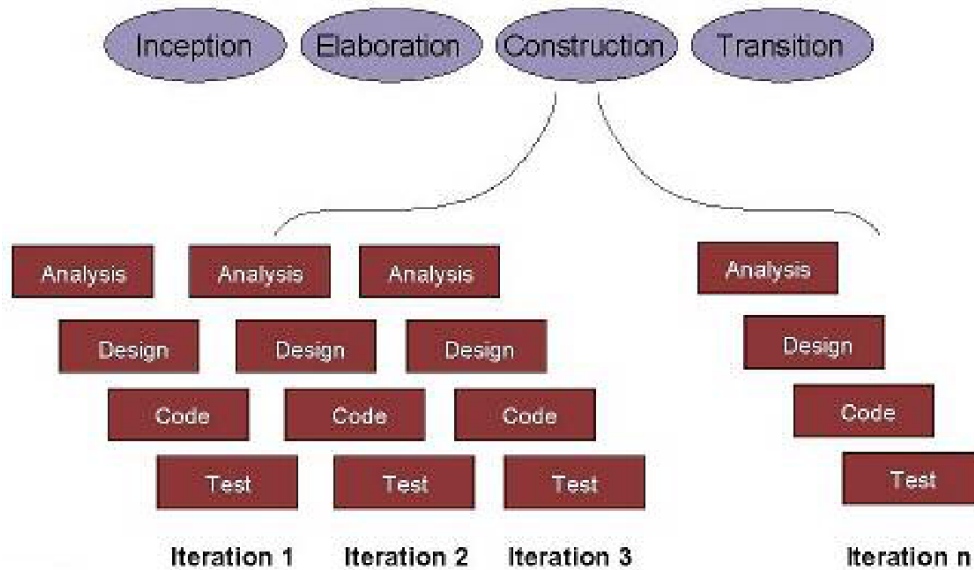 Inception Elaboration Construction Transition
Analysis Analysis Analysis Analysis
Design Design Design Design
Code Code Code Code
Test Test Test Test
Iteration 1 Iteration 2 Iteration 3 Iteration n